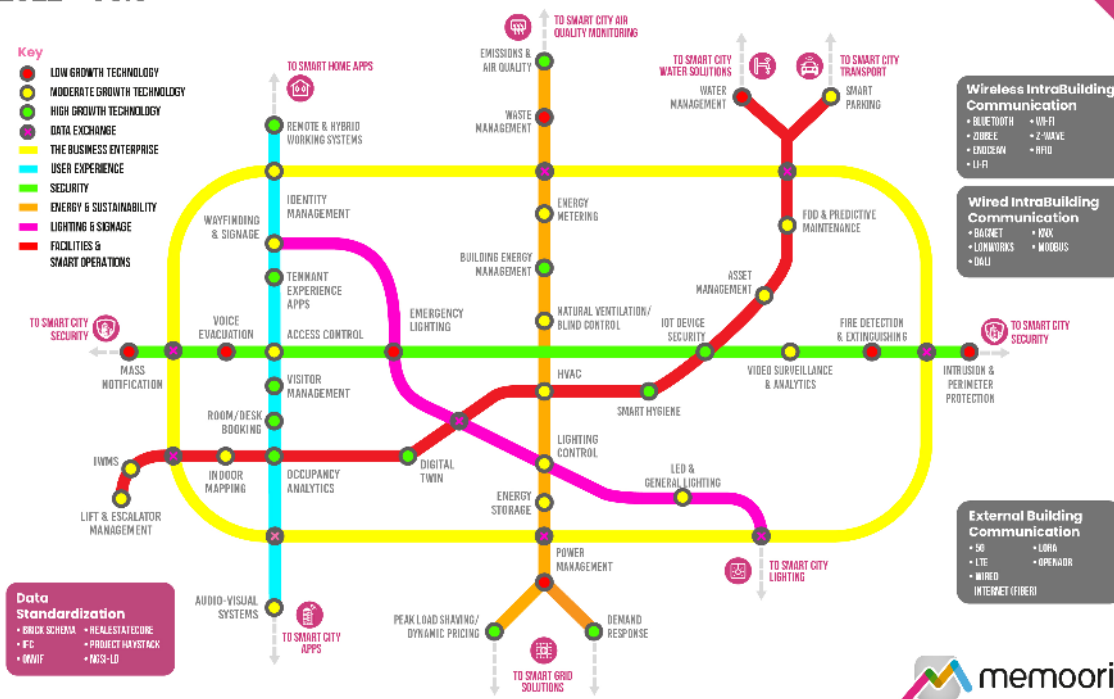 Key
LOW GROWTH TECHNOLOGY
MODERATE GROWTH TECHNOLOGY
HIGH GROWTH TECHNOLOGY
DATA EXCHANGE
THE BUSINESS ENTERPRISE
USER EXPERIENCE
SECURITY
ENERGY & SUSTAINABILITY
LIGHTING & SIGNAGE
FACILITIES &
SMART OPERATIONS
TO SMART HOME APPS
REMOTE & HYBRID
WORKING SYSTEMS
IDENTITY
MANAGEMENT
WAYFINDING
& SIGNAGE
TENNANT
EXPERIENCE
APPS
ACCESS CONTROL
VISITOR
MANAGEMENT
ROOM/DESK
BOOKING
OCCUPANCY
ANALYTICS
AUDIO-VISUAL
SYSTEMS
TO SMART CITY
APPS
TO SMART CITY
SECURITY
MASS
NOTIFICATION
VOICE
EVACUATION
EMERGENCY
LIGHTING
IWMS
LIFT & ESCALATOR
MANAGEMENT
INDOOR
MAPPING
DIGITAL
TWIN
TO SMART CITY AIR
QUALITY MONITORING
EMISSIONS &
AIR QUALITY
WASTE
MANAGEMENT
ENERGY
METERING
BUILDING ENERGY
MANAGEMENT
NATURAL VENTILATION/
BLIND CONTROL
HVAC
LIGHTING
CONTROL
ENERGY
STORAGE
POWER
MANAGEMENT
PEAK LOAD SHAVING/
DYNAMIC PRICING
DEMAND
RESPONSE
TO SMART GRID
SOLUTIONS
TO SMART CITY
WATER SOLUTIONS
WATER
MANAGEMENT
TO SMART CITY
TRANSPORT
SMART
PARKING
FDD & PREDICTIVE
MAINTENANCE
ASSET
MANAGEMENT
IOT DEVICE
SECURITY
SMART HYGIENE
VIDEO SURVEILLANCE
& ANALYTICS
FIRE DETECTION
& EXTINGUISHING
INTRUSION &
PERIMETER
PROTECTION
TO SMART CITY
SECURITY
LED &
GENERAL LIGHTING
TO SMART CITY
LIGHTING
Wireless IntraBuilding
Communication
• BLUETOOTH • WI-FI
• ZIGBEE • Z-WAVE
• ENOCEAN • RFID
• LI-FI
Wired IntraBuilding
Communication
• BACNET • KNX
• LONWORKS • MODBUS
• DALI
External Building
Communication
• 5G • LORA
• LTE • OPENADR
• WIRED
INTERNET (FIBER)
Data
Standardization
• BRICK SCHEMA • REALESTATECORE
• IFC • PROJECT HAYSTACK
• ONVIF • NGSI-LD
memoori